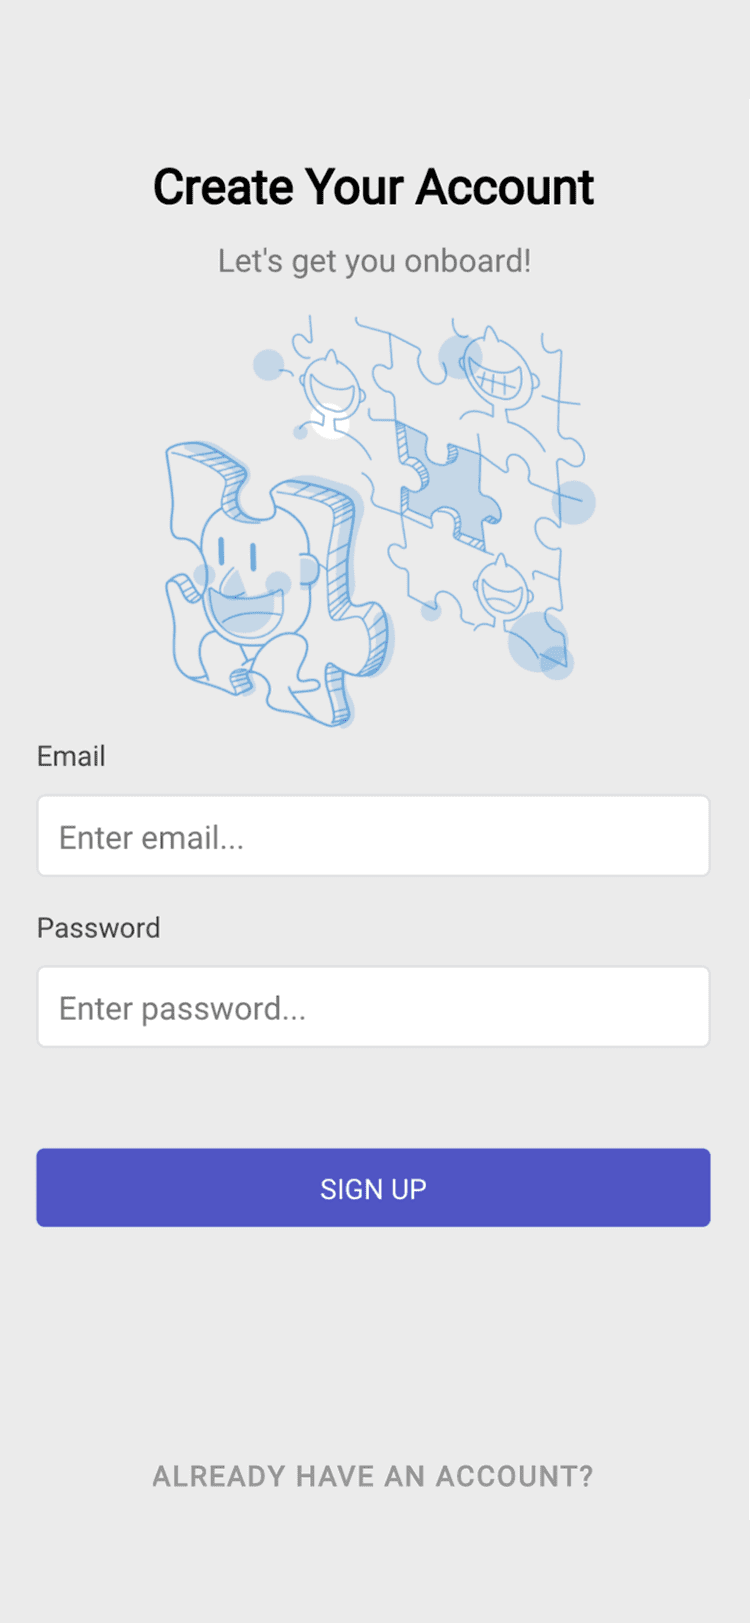 Create Your Account
Let's get you onboard!
Email
Enter email...
Password
Enter password...
SIGN UP
ALREADY HAVE AN ACCOUNT?